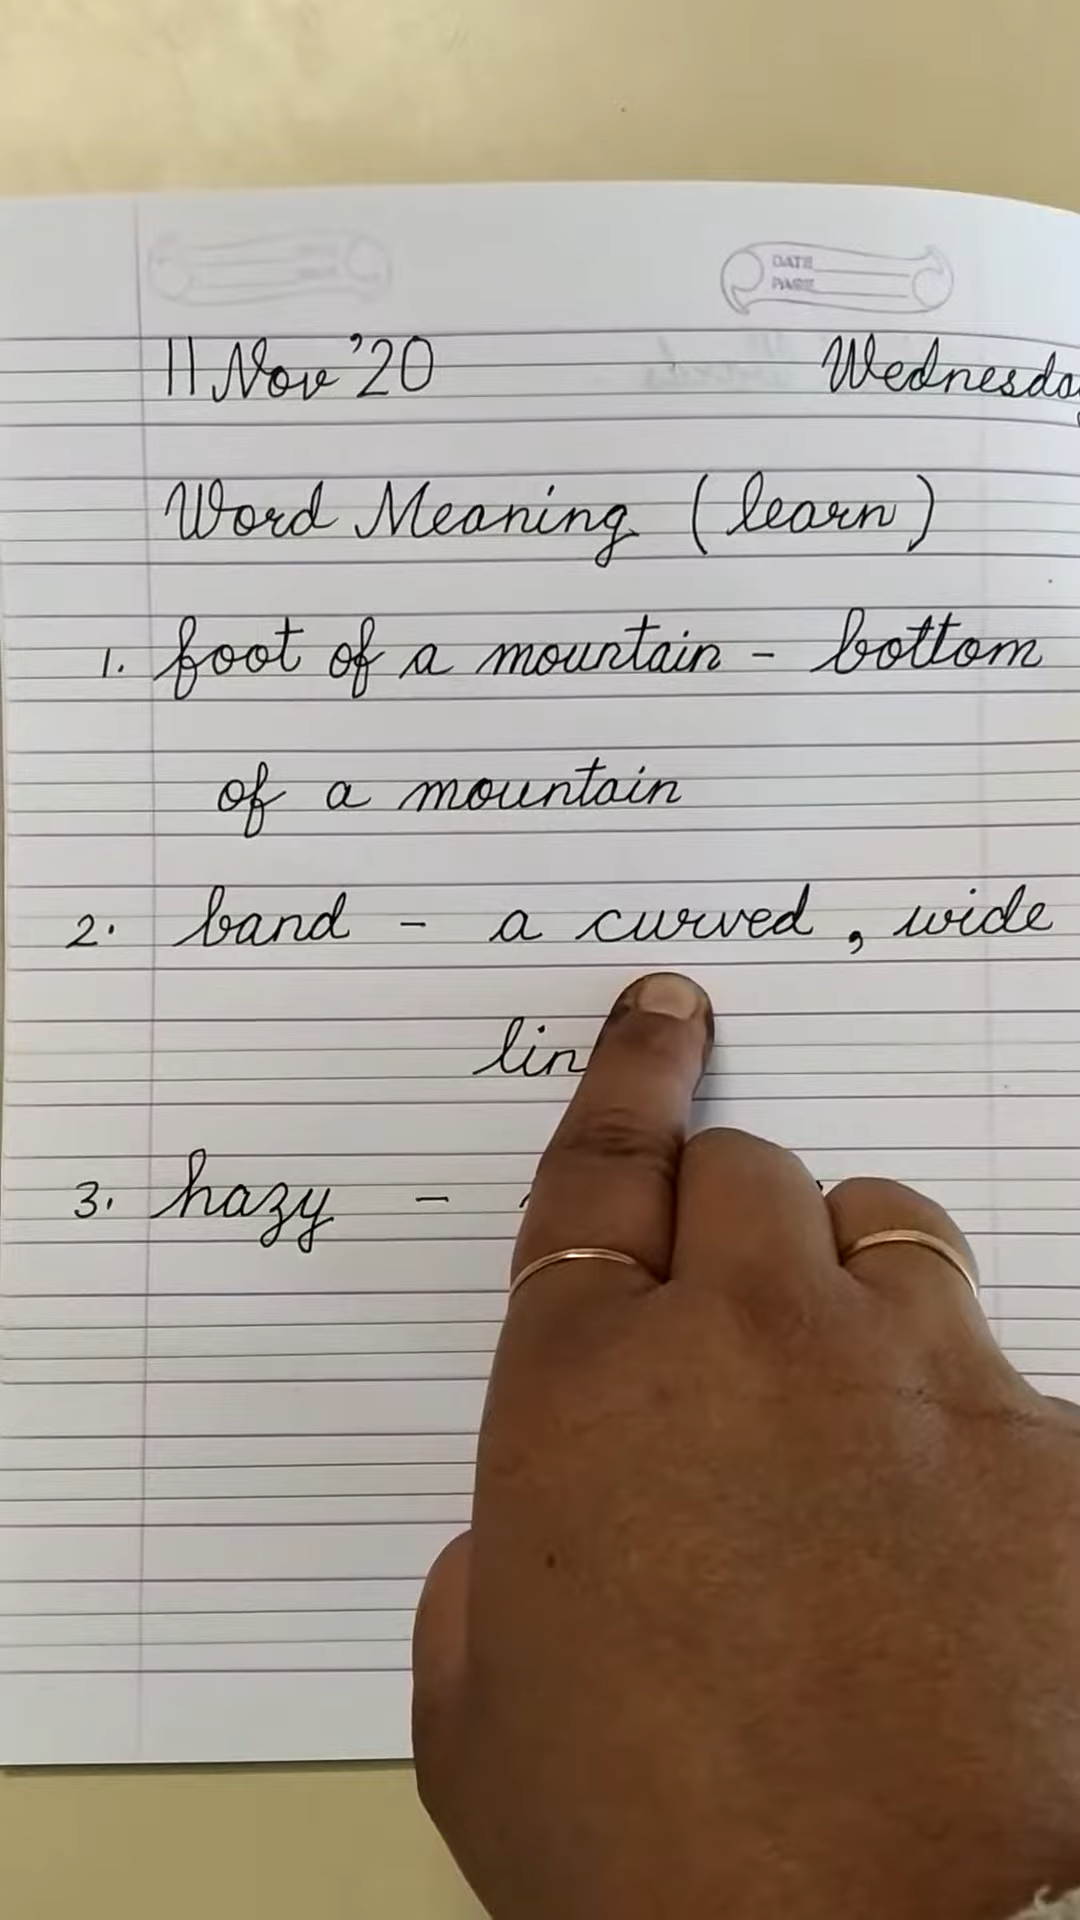 DATE
PAGE
11 Nov '20 Wednesday
Word Meaning (learn)
1. foot of a mountain - bottom
of a mountain
2. band - a curved, wide
3. hazy -